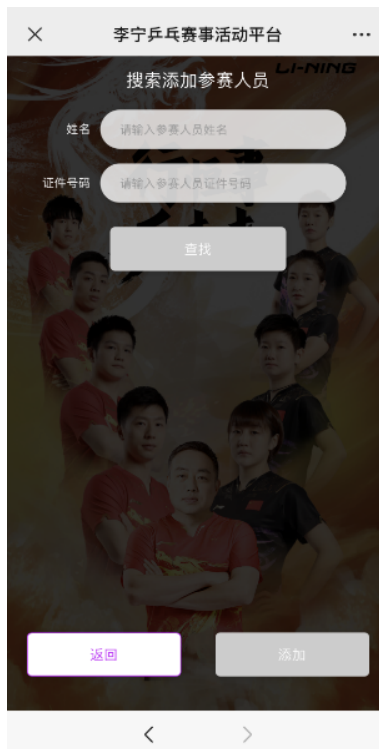 李宁乒乓赛事活动平台
LI-NING
搜索添加参赛人员
姓名 请输入参赛人员姓名
证件号码 请输入参赛人员证件号码
查找
返回 添加